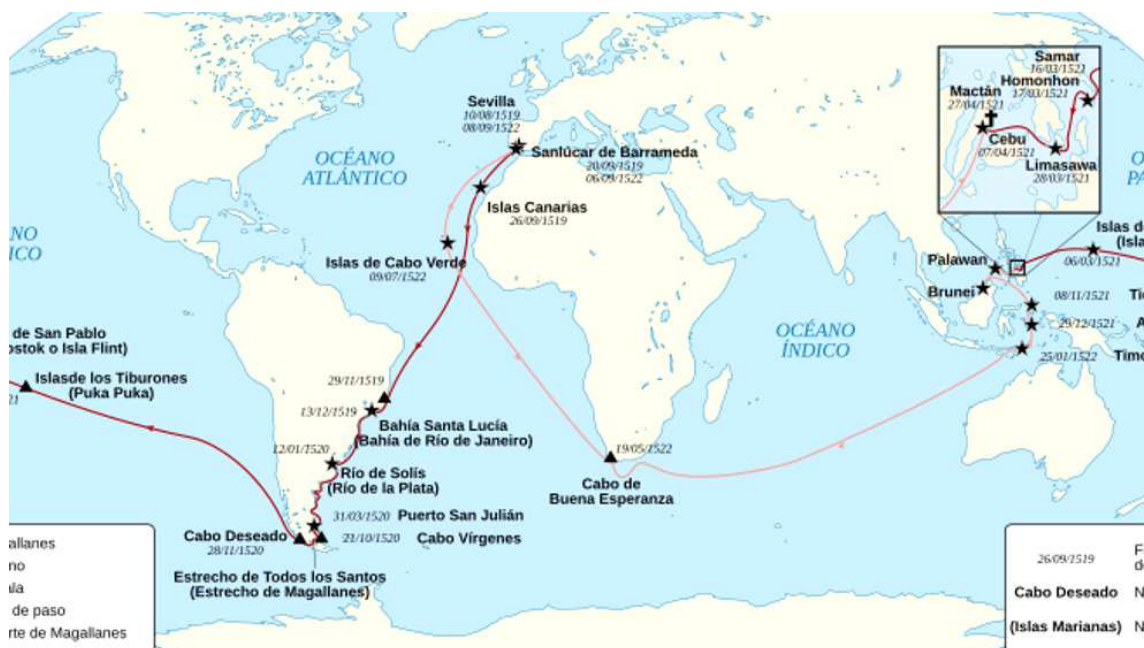 Sevilla
10/08/1519
08/09/1522
Sanlúcar de Barrameda
20/09/1519
06/09/1522
Samar
16/03/1521
Homonhon
17/03/1521
Mactán
27/04/1521
Cebu
07/04/1521
Limasawa
28/03/1521
OCÉANO
ATLÁNTICO
Islas Canarias
26/09/1519
Islas de Cabo Verde
09/07/1522
Palawan
Brunei
06/03/1521
08/11/1521
29/12/1521
25/01/1522
OCÉANO
ÍNDICO
de San Pablo
o Isla Flint)
Islasde los Tiburones
(Puka Puka)
29/11/1519
13/12/1519
Bahía Santa Lucía
(Bahía de Río de Janeiro)
12/01/1520
Río de Solís
(Río de la Plata)
19/05/1522
Cabo de
Buena Esperanza
31/03/1520 Puerto San Julián
Cabo Deseado
28/11/1520
21/10/1520 Cabo Vírgenes
Estrecho de Todos los Santos
(Estrecho de Magallanes)
de paso
de Magallanes
26/09/1519
Cabo Deseado
(Islas Marianas)